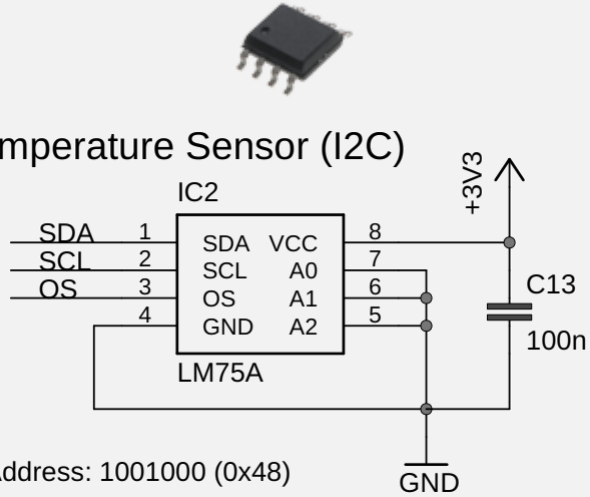 mperature Sensor (I2C)
+3V3
IC2
SDA 1 SDA VCC 8
SCL 2 SCL A0 7
OS 3 OS A1 6
4 GND A2 5
C13
100n
LM75A
ddress: 1001000 (0x48)
GND